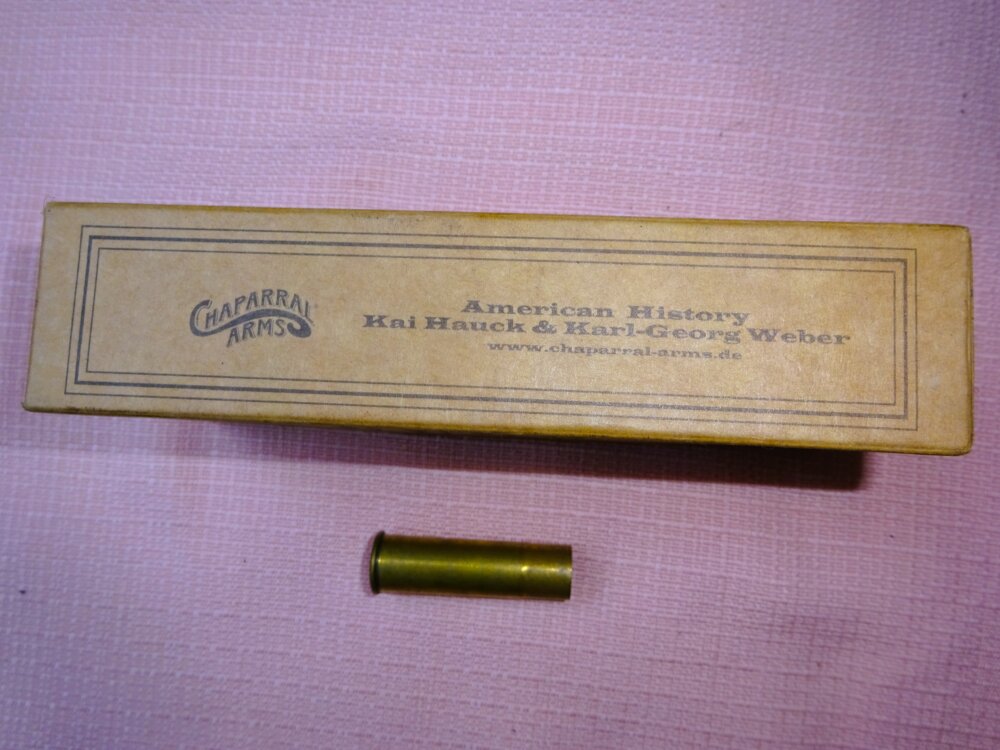 CHAPARRAL
ARMS
American History
Kai Hauck & Karl-Georg Weber
www.chaparral-arms.de